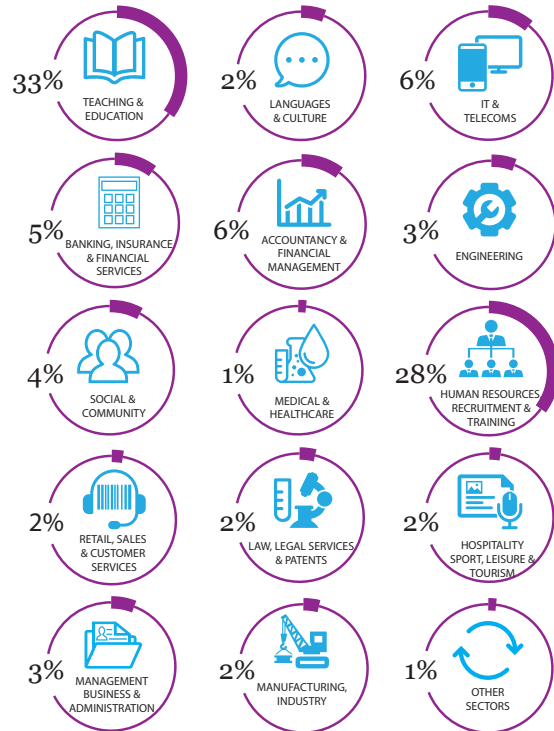 33%
TEACHING &
EDUCATION
2%
LANGUAGES
& CULTURE
6%
IT &
TELECOMS
5%
BANKING, INSURANCE
& FINANCIAL
SERVICES
6%
ACCOUNTANCY &
FINANCIAL
MANAGEMENT
3%
ENGINEERING
4%
SOCIAL &
COMMUNITY
1%
MEDICAL &
HEALTHCARE
28%
HUMAN RESOURCES
RECRUITMENT &
TRAINING
2%
RETAIL, SALES
& CUSTOMER
SERVICES
2%
LAW, LEGAL SERVICES
& PATENTS
2%
HOSPITALITY
SPORT, LEISURE &
TOURISM
3%
MANAGEMENT
BUSINESS &
ADMINISTRATION
2%
MANUFACTURING,
INDUSTRY
1%
OTHER
SECTORS